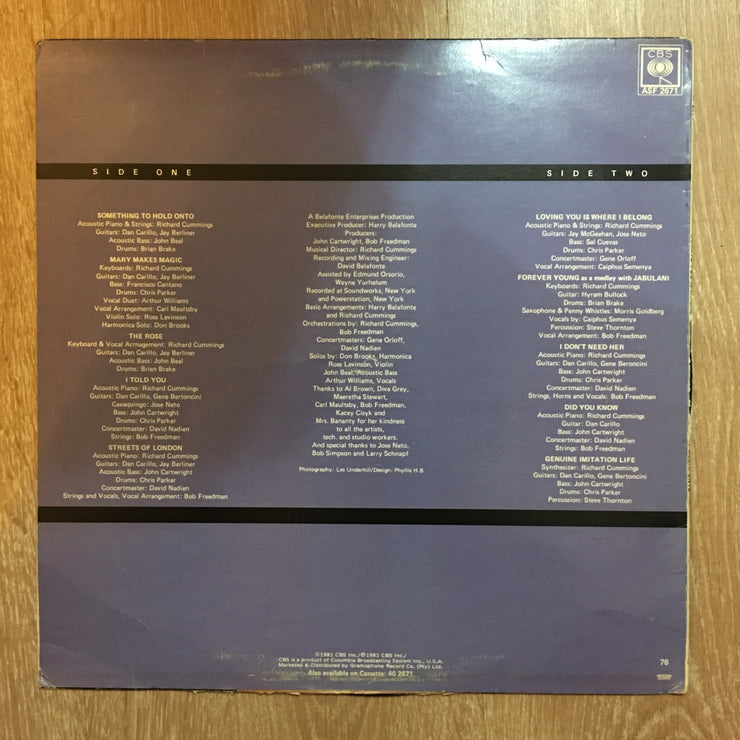 CBS
ASF 2671
SIDE ONE
SOMETHING TO HOLD ONTO
Acoustic Piano & Strings: Richard Cummings
Guitars: Dan Carillo, Jay Berliner
Acoustic Bass: John Beal
Drums: Brian Brake
MARY MAKES MAGIC
Keyboards: Richard Cummings
Guitars: Dan Carillo, Jay Berliner
Bass: Francisco Centano
Drums: Chris Parker
Vocal Duet: Arthur Williams
Vocal Arrangement: Carl Maultsby
Violin Solo: Ross Levinson
Harmonica Solo: Don Brooks
THE ROSE
Keyboard & Vocal Arrnagement: Richard Cummings
Guitars: Dan Carillo, Jay Berliner
Acoustic Bass: John Beal
Drums: Brian Brake
I TOLD YOU
Acoustic Piano: Richard Cummings
Guitars: Dan Carillo, Gene Bertoncini
Cavaquingo: Jose Neto
Bass: John Cartwright
Drums: Chris Parker
Concertmaster: David Nadien
Strings: Bob Freedman
STREETS OF LONDON
Acoustic Piano: Richard Cummings
Guitars: Dan Carillo, Jay Berliner
Acoustic Bass: John Cartwright
Drums: Chris Parker
Concertmaster: David Nadien
Strings and Vocals, Vocal Arrangement: Bob Freedman
A Belafonte Enterprises Production
Executive Producer: Harry Belafonte
Producers:
John Cartwright, Bob Freedman
Musical Director: Richard Cummings
Recording and Mixing Engineer:
David Belafonte
Assisted by Edmund Orsorio,
Wayne Yurhelum
Recorded at Soundworks, New York
and Powerstation, New York
Basic Arrangements: Harry Belafonte
and Richard Cummings
Orchestrations by: Richard Cummings,
Bob Freedman
Concertmasters: Gene Orloff,
David Nadien
Solos by: Don Brooks, Harmonica
Ross Levinson, Violin
John Beal, Acoustic Bass
Arthur Williams, Vocals
Thanks to Al Brown, Diva Grey,
Maeretha Stewart,
Carl Maultsby, Bob Freedman,
Kacey Cisyk and
Mrs. Bananty for her kindness
to all the artists,
tech. and studio workers.
And special thanks to Jose Neto,
Bob Simpson and Larry Schnapf
Photography: Les Underhill/Design: Phyllis H.B.
SIDE TWO
LOVING YOU IS WHERE I BELONG
Acoustic Piano & Strings: Richard Cummings
Guitars: Jay McGeehan, Jose Neto
Bass: Sal Cuevas
Drums: Chris Parker
Concertmaster: Gene Orloff
Vocal Arrangement: Caiphus Semenya
FOREVER YOUNG as a medley with JABULANI
Keyboards: Richard Cummings
Guitar: Hyram Bullock
Drums: Brian Brake
Saxophone & Penny Whistles: Morris Goldberg
Vocals by: Caiphus Semenya
Percussion: Steve Thornton
Vocal Arrangement: Bob Freedman
I DON'T NEED HER
Acoustic Piano: Richard Cummings
Guitars: Dan Carillo, Gene Beroncini
Bass: John Cartwright
Drums: Chris Parker
Concertmaster: David Nadien
Strings, Horns and Vocals: Bob Freedman
DID YOU KNOW
Acoustic Piano: Richard Cummings
Guitar: Dan Carillo
Bass: John Cartwright
Concertmaster: David Nadien
Strings: Bob Freedman
GENUINE IMITATION LIFE
Synthesizer: Richard Cummings
Guitars: Dan Carillo, Gene Bertoncini
Bass: John Cartwright
Drums: Chris Parker
Percussion: Steve Thornton
©1981 CBS Inc./℗1981 CBS Inc./
CBS is a product of Columbia Broadcasting System Inc., U.S.A.
Marketed & Distributed by Gramophone Record Co. (Pty) Ltd.
Also available on Cassette: 40 2671
76